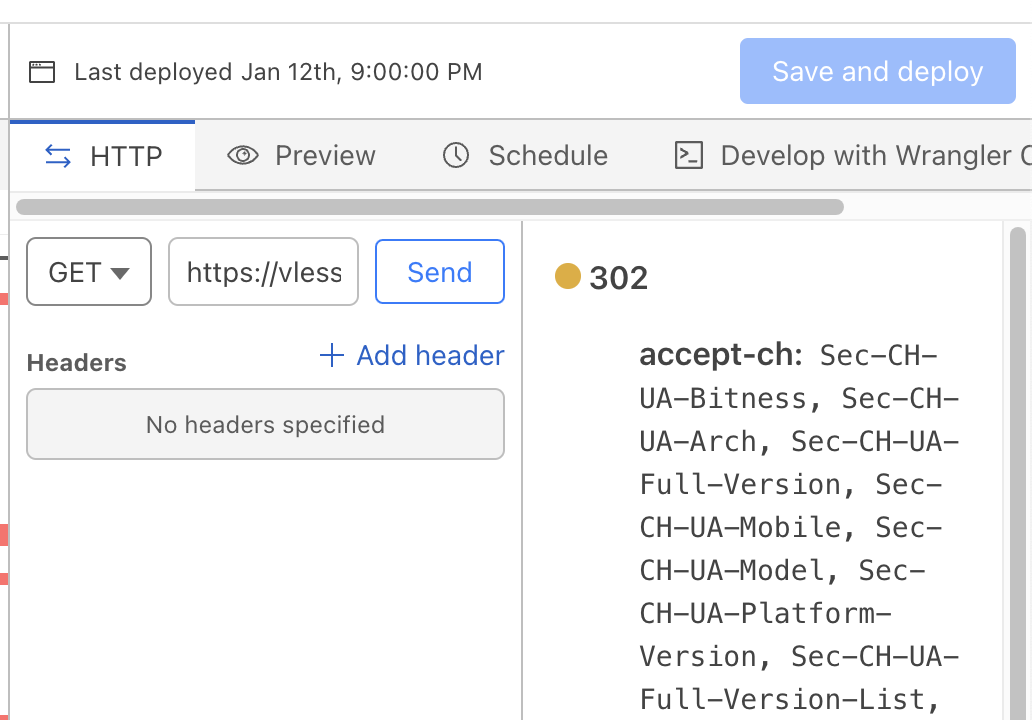 Last deployed Jan 12th, 9:00:00 PM
Save and deploy
HTTP
Preview
Schedule
Develop with Wrangler
GET
https://vless
Send
Headers
Add header
No headers specified
302
accept-ch: Sec-CH-
UA-Bitness, Sec-CH-
UA-Arch, Sec-CH-UA-
Full-Version, Sec-
CH-UA-Mobile, Sec-
CH-UA-Model, Sec-
CH-UA-Platform-
Version, Sec-CH-UA-
Full-Version-List,